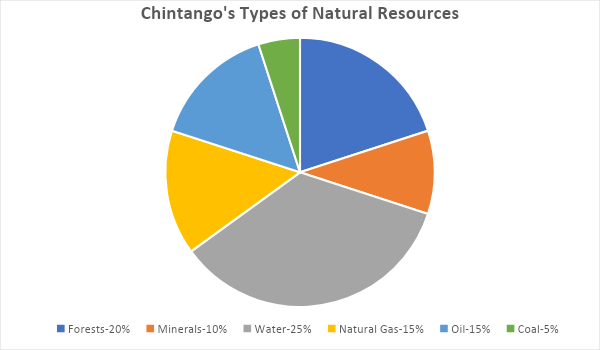 Chintango's Types of Natural Resources
Forests-20% Minerals-10% Water-25% Natural Gas-15% Oil-15% Coal-5%